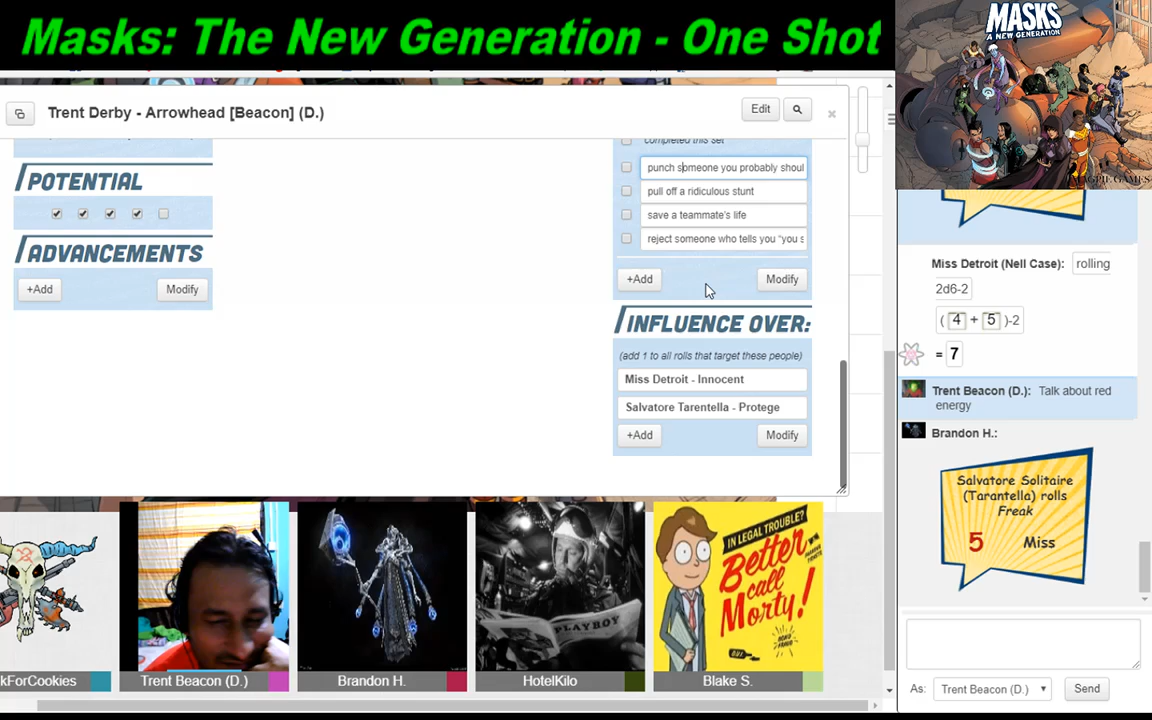 Masks: The New Generation - One Shot
MASKS
A NEW GENERATION
MAGPIE GAMES
Trent Derby - Arrowhead [Beacon] (D.)
Edit
completed this set
POTENTIAL
punch someone you probably shoul
pull off a ridiculous stunt
save a teammate's life
reject someone who tells you "you s
ADVANCEMENTS
+Add
Modify
+Add
Modify
INFLUENCE OVER:
(add 1 to all rolls that target these people)
Miss Detroit - Innocent
Salvatore Tarentella - Protege
+Add
Modify
Miss Detroit (Nell Case): rolling
2d6-2
(4+5)-2
= 7
Trent Beacon (D.): Talk about red
energy
Brandon H.:
Salvatore Solitaire
(Tarantella) rolls
Freak
5 Miss
IN LEGAL TROUBLE?
Better
call
Morty!
PLAYBOY
kForCookies
Trent Beacon (D.)
Brandon H.
HotelKilo
Blake S.
As: Trent Beacon (D.)
Send